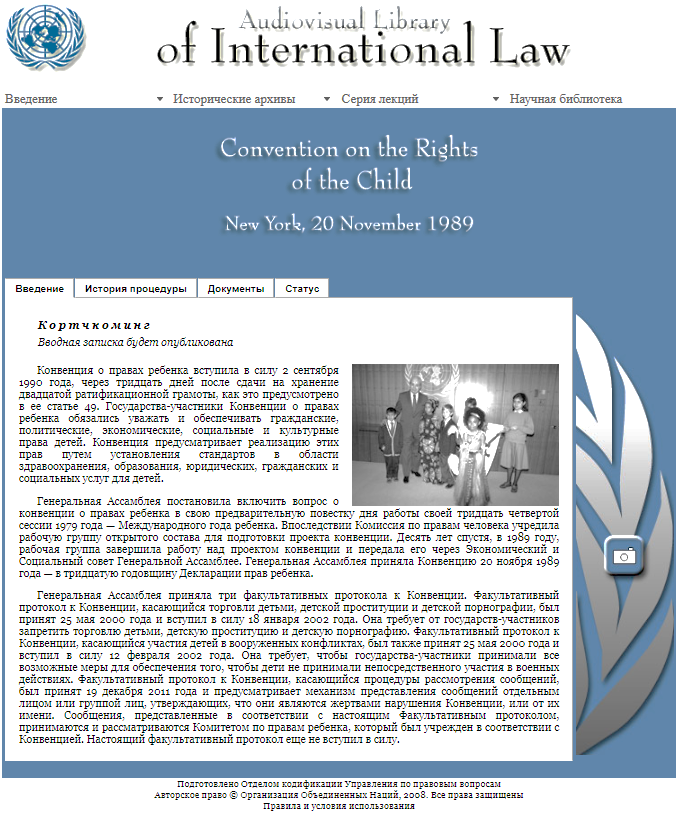 Audiovisual Library
of International Law
Введение
Исторические архивы
Серия лекций
Научная библиотека
Convention on the Rights
of the Child
New York, 20 November 1989
Введение
История процедуры
Документы
Статус
Кортчкоминг
Вводная записка будет опубликована
Конвенция о правах ребенка вступила в силу 2 сентября
1990 года, через тридцать дней после сдачи на хранение
двадцатой ратификационной грамоты, как это предусмотрено
в ее статье 49. Государства-участники Конвенции о правах
ребенка обязались уважать и обеспечивать гражданские,
политические, экономические, социальные и культурные
права детей. Конвенция предусматривает реализацию этих
прав путем установления стандартов в области
здравоохранения, образования, юридических, гражданских и
социальных услуг для детей.
Генеральная Ассамблея постановила включить вопрос о
конвенции о правах ребенка в свою предварительную повестку дня работы своей тридцать четвертой
сессии 1979 года — Международного года ребенка. Впоследствии Комиссия по правам человека учредила
рабочую группу открытого состава для подготовки проекта конвенции. Десять лет спустя, в 1989 году,
рабочая группа завершила работу над проектом конвенции и передала его через Экономический и
Социальный совет Генеральной Ассамблее. Генеральная Ассамблея приняла Конвенцию 20 ноября 1989
года — в тридцатую годовщину Декларации прав ребенка.
Генеральная Ассамблея приняла три факультативных протокола к Конвенции. Факультативный
протокол к Конвенции, касающийся торговли детьми, детской проституции и детской порнографии, был
принят 25 мая 2000 года и вступил в силу 18 января 2002 года. Она требует от государств-участников
запретить торговлю детьми, детскую проституцию и детскую порнографию. Факультативный протокол к
Конвенции, касающийся участия детей в вооруженных конфликтах, был также принят 25 мая 2000 года и
вступил в силу 12 февраля 2002 года. Она требует, чтобы государства-участники принимали все
возможные меры для обеспечения того, чтобы дети не принимали непосредственного участия в военных
действиях. Факультативный протокол к Конвенции, касающийся процедуры рассмотрения сообщений,
был принят 19 декабря 2011 года и предусматривает механизм представления сообщений отдельным
лицом или группой лиц, утверждающих, что они являются жертвами нарушения Конвенции, или от их
имени. Сообщения, представленные в соответствии с настоящим Факультативным протоколом,
принимаются и рассматриваются Комитетом по правам ребенка, который был учрежден в соответствии с
Конвенцией. Настоящий факультативный протокол еще не вступил в силу.
Подготовлено Отделом кодификации Управления по правовым вопросам
Авторское право © Организация Объединенных Наций, 2008. Все права защищены
Правила и условия использования